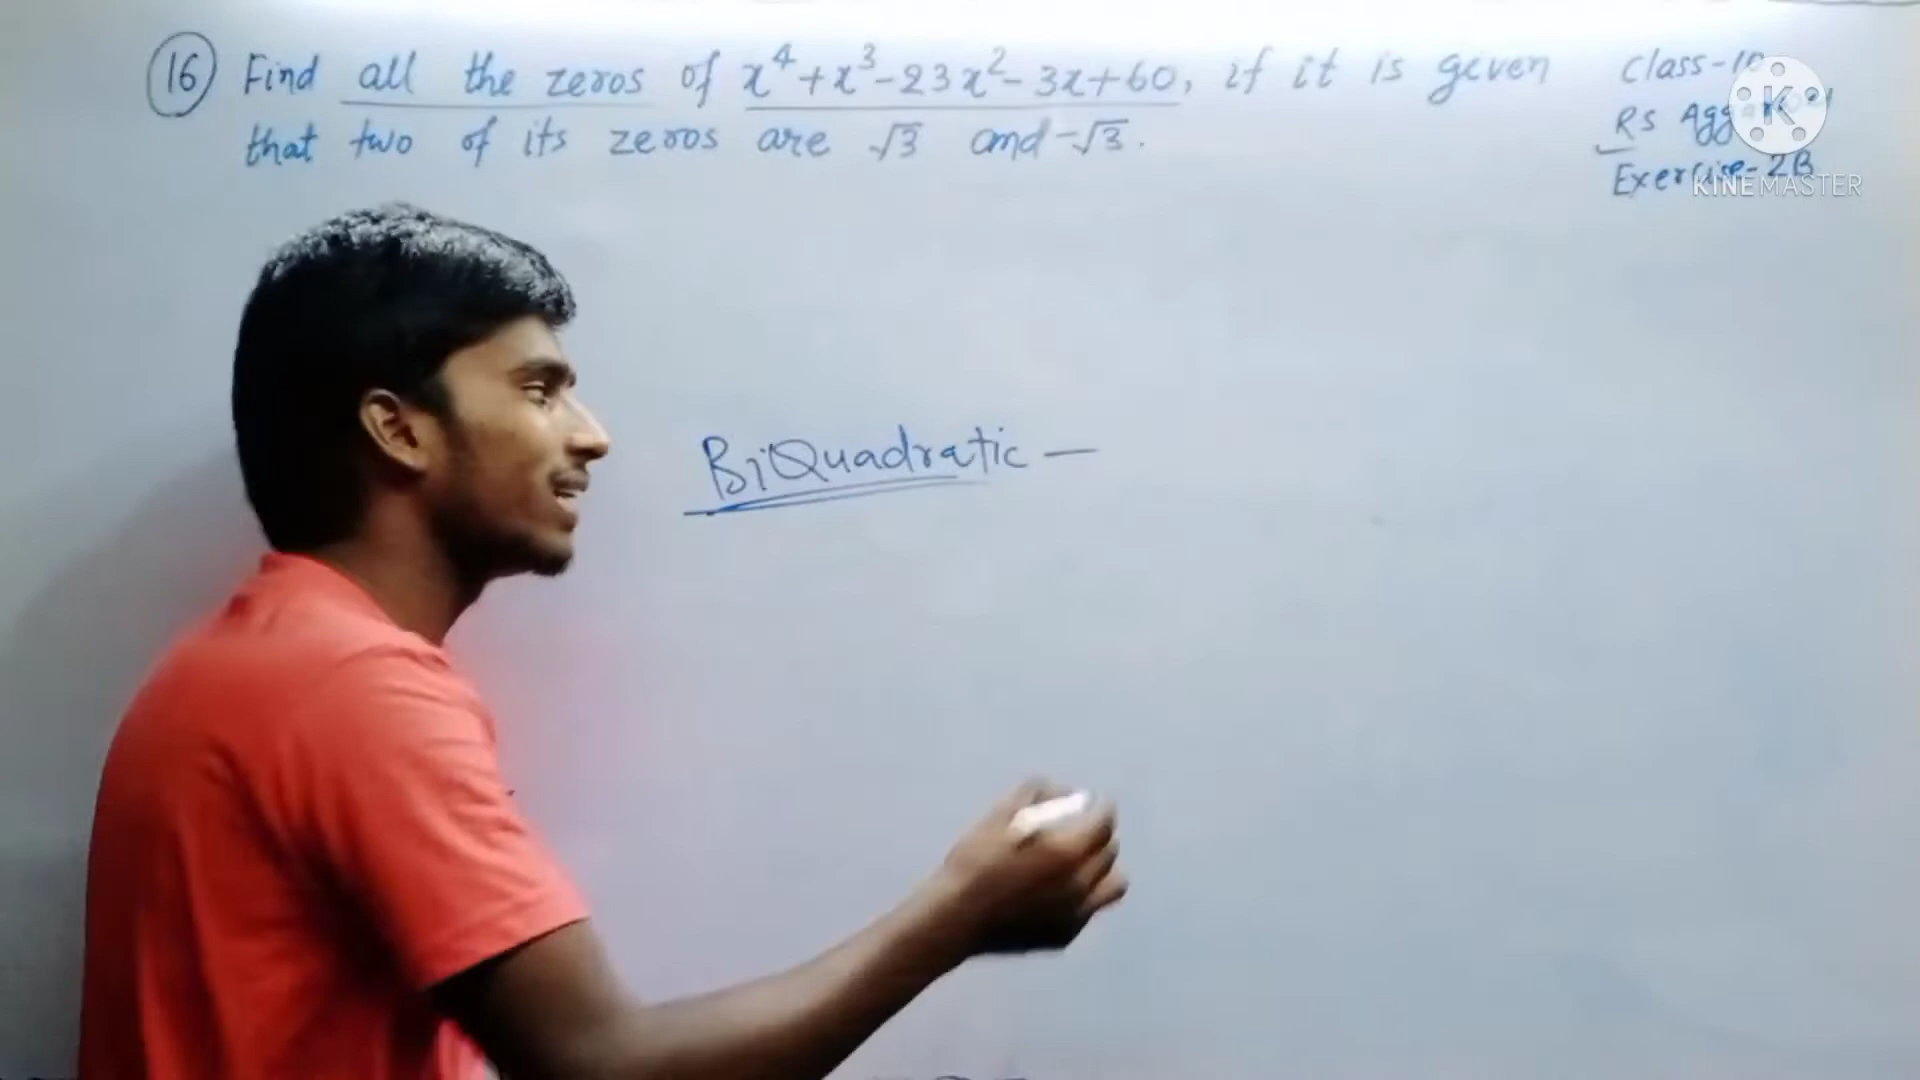 16 Find all the zeros of x⁴+x³-23x²-3x+60, if it is given
that two of its zeros are √3 and -√3.
Class-10
RS
Exercise-2B
K
KINEMASTER
BiQuadratic —